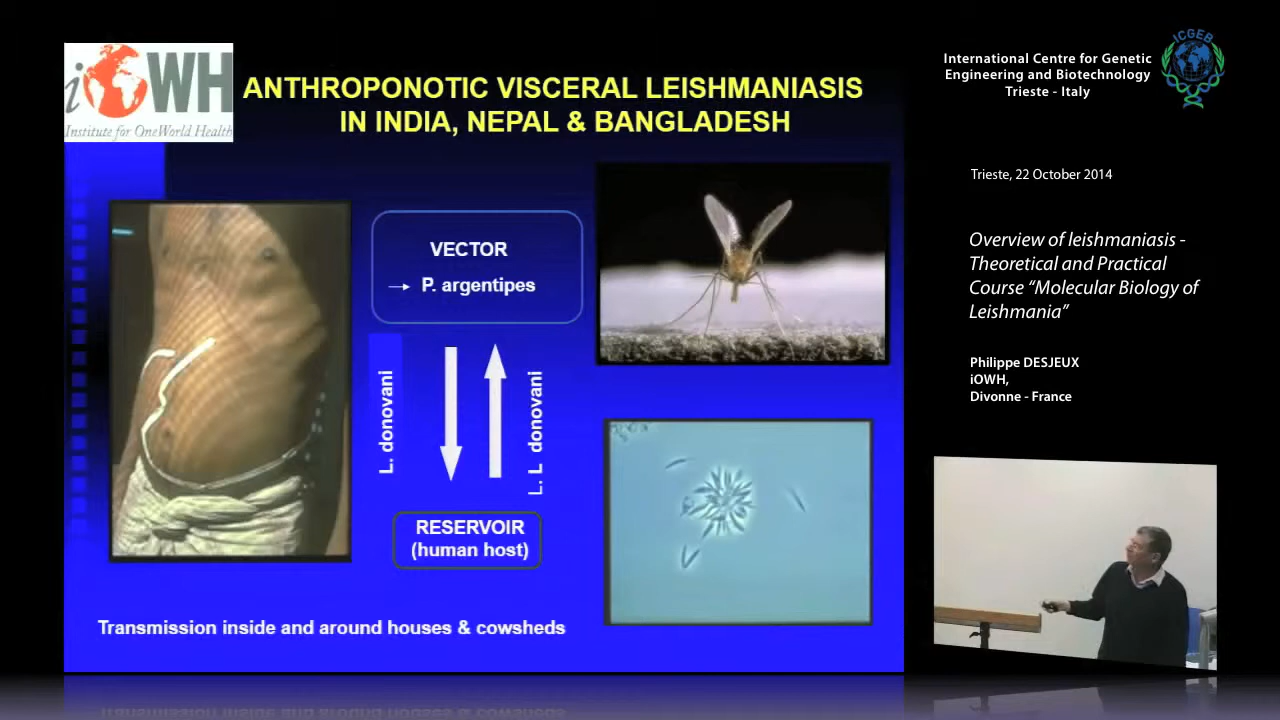 iOWH
Institute for OneWorld Health
ANTHROPONOTIC VISCERAL LEISHMANIASIS
IN INDIA, NEPAL & BANGLADESH
VECTOR
→ P. argentipes
L. donovani
L. L donovani
RESERVOIR
(human host)
Transmission inside and around houses & cowsheds
International Centre for Genetic
Engineering and Biotechnology
Trieste - Italy
ICGEB
Trieste, 22 October 2014
Overview of leishmaniasis -
Theoretical and Practical
Course “Molecular Biology of
Leishmania”
Philippe DESJEUX
iOWH,
Divonne - France